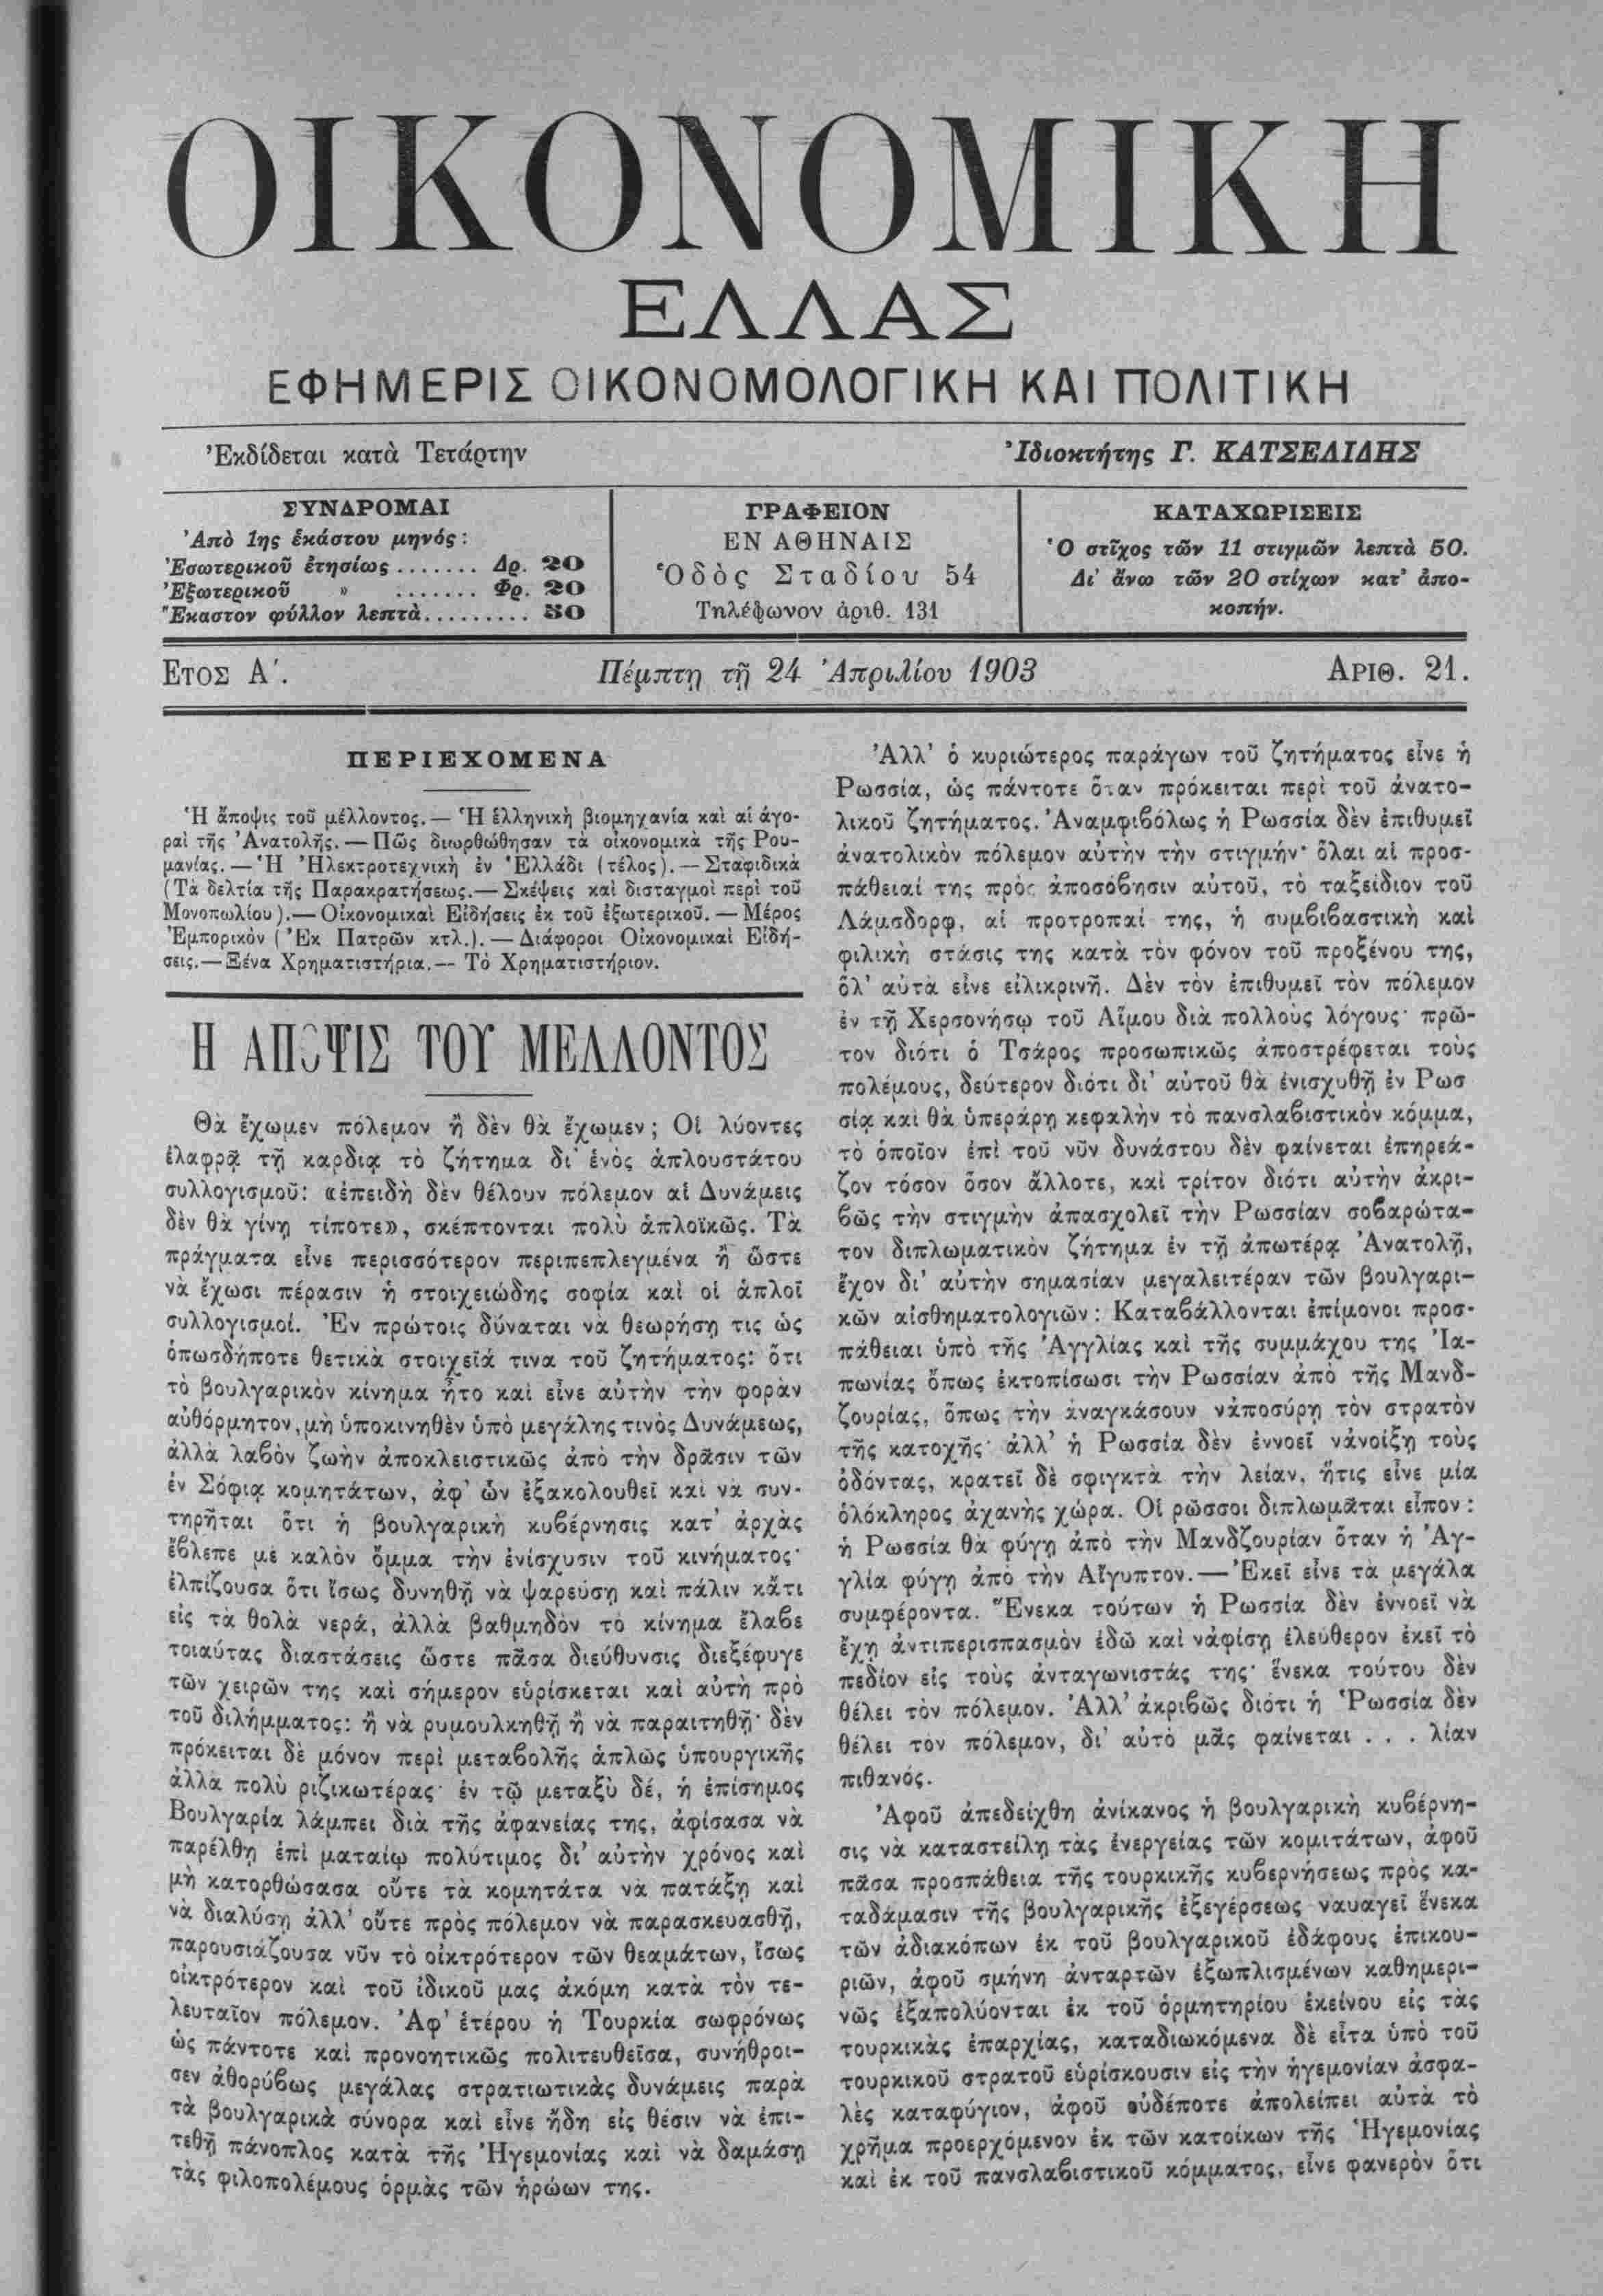 ΟΙΚΟΝΟΜΙΚΗ
ΕΛΛΑΣ
ΕΦΗΜΕΡΙΣ ΟΙΚΟΝΟΜΟΛΟΓΙΚΗ ΚΑΙ ΠΟΛΙΤΙΚΗ
Ἐκδίδεται κατὰ Τετάρτην
Ἰδιοκτήτης Γ. ΚΑΤΣΕΛΙΔΗΣ
ΣΥΝΔΡΟΜΑΙ
Ἀπὸ 1ης ἑκάστου μηνός:
Ἐσωτερικοῦ ἐτησίως ....... Δρ. 20
Ἐξωτερικοῦ » ....... Φρ. 20
Ἕκαστον φύλλον λεπτὰ.......... 50
ΓΡΑΦΕΙΟΝ
ΕΝ ΑΘΗΝΑΙΣ
Ὁδὸς Σταδίου 54
Τηλέφωνον ἀριθ. 131
ΚΑΤΑΧΩΡΙΣΕΙΣ
Ὁ στῖχος τῶν 11 στιγμῶν λεπτὰ 50.
Δι' ἄνω τῶν 20 στίχων κατ' ἀπο-
κοπήν.
ΕΤΟΣ Α'.
Πέμπτη τῇ 24 Ἀπριλίου 1903
ΑΡΙΘ. 21.
ΠΕΡΙΕΧΟΜΕΝΑ
Ἡ ἄποψις τοῦ μέλλοντος.— Ἡ ἑλληνικὴ βιομηχανία καὶ αἱ ἀγο-
ραὶ τῆς Ἀνατολῆς. — Πῶς διωρθώθησαν τὰ οἰκονομικὰ τῆς Ρου-
μανίας. — Ἡ Ἠλεκτροτεχνικὴ ἐν Ἑλλάδι (τέλος). — Σταφιδικὰ
(Τὰ δελτία τῆς Παρακρατήσεως.— Σκέψεις καὶ δισταγμοὶ περὶ τοῦ
Μονοπωλίου).— Οἰκονομικαὶ Εἰδήσεις ἐκ τοῦ ἐξωτερικοῦ. — Μέρος
Ἐμπορικὸν (Ἐκ Πατρῶν κτλ.). — Διάφοροι Οἰκονομικαὶ Εἰδή-
σεις.— Ξένα Χρηματιστήρια.— Τὸ Χρηματιστήριον.
Η ΑΠΟΨΙΣ ΤΟΥ ΜΕΛΛΟΝΤΟΣ
Θὰ ἔχωμεν πόλεμον ἢ δὲν θὰ ἔχωμεν; Οἱ λύοντες
ἐλαφρᾷ τῇ καρδίᾳ τὸ ζήτημα δι' ἑνὸς ἁπλουστάτου
συλλογισμοῦ: «ἐπειδὴ δὲν θέλουν πόλεμον αἱ Δυνάμεις
δὲν θὰ γίνῃ τίποτε», σκέπτονται πολὺ ἁπλοϊκῶς. Τὰ
πράγματα εἶνε περισσότερον περιπεπλεγμένα ἢ ὥστε
νὰ ἔχωσι πέρασιν ἡ στοιχειώδης σοφία καὶ οἱ ἁπλοῖ
συλλογισμοί. Ἐν πρώτοις δύναται νὰ θεωρήσῃ τις ὡς
ὁπωσδήποτε θετικὰ στοιχεῖά τινα τοῦ ζητήματος: ὅτι
τὸ βουλγαρικὸν κίνημα ἦτο καὶ εἶνε αὐτὴν τὴν φορὰν
αὐθόρμητον, μὴ ὑποκινηθὲν ὑπὸ μεγάλης τινὸς Δυνάμεως,
ἀλλὰ λαβὸν ζωὴν ἀποκλειστικῶς ἀπὸ τὴν δρᾶσιν τῶν
ἐν Σόφιᾳ κομητάτων, ἀφ' ὧν ἐξακολουθεῖ καὶ νὰ συν-
τηρῆται ὅτι ἡ βουλγαρικὴ κυβέρνησις κατ' ἀρχὰς
ἔβλεπε μὲ καλὸν ὄμμα τὴν ἐνίσχυσιν τοῦ κινήματος·
ἐλπίζουσα ὅτι ἴσως δυνηθῇ νὰ ψαρεύσῃ καὶ πάλιν κἄτι
εἰς τὰ θολὰ νερά, ἀλλὰ βαθμηδὸν τὸ κίνημα ἔλαβε
τοιαύτας διαστάσεις ὥστε πᾶσα διεύθυνσις διεξέφυγε
τῶν χειρῶν της καὶ σήμερον εὑρίσκεται καὶ αὐτὴ πρὸ
τοῦ διλήμματος: ἢ νὰ ρυμουλκηθῇ ἢ νὰ παραιτηθῇ· δὲν
πρόκειται δὲ μόνον περὶ μεταβολῆς ἁπλῶς ὑπουργικῆς
ἀλλὰ πολὺ ριζικωτέρας· ἐν τῷ μεταξὺ δέ, ἡ ἐπίσημος
Βουλγαρία λάμπει διὰ τῆς ἀφανείας της, ἀφίσασα νὰ
παρέλθῃ ἐπὶ ματαίῳ πολύτιμος δι' αὐτὴν χρόνος καὶ
μὴ κατορθώσασα οὔτε τὰ κομητάτα νὰ πατάξῃ καὶ
νὰ διαλύσῃ ἀλλ' οὔτε πρὸς πόλεμον νὰ παρασκευασθῇ,
παρουσιάζουσα νῦν τὸ οἰκτρότερον τῶν θεαμάτων, ἴσως
οἰκτρότερον καὶ τοῦ ἰδικοῦ μας ἀκόμη κατὰ τὸν τε-
λευταῖον πόλεμον. Ἀφ' ἑτέρου ἡ Τουρκία σωφρόνως
ὡς πάντοτε καὶ προνοητικῶς πολιτευθεῖσα, συνήθροι-
σεν ἀθορύβως μεγάλας στρατιωτικὰς δυνάμεις παρὰ
τὰ βουλγαρικὰ σύνορα καὶ εἶνε ἤδη εἰς θέσιν νὰ ἐπι-
τεθῇ πάνοπλος κατὰ τῆς Ἡγεμονίας καὶ νὰ δαμάσῃ
τὰς φιλοπολέμους ὁρμὰς τῶν ἡρώων της.
Ἀλλ' ὁ κυριώτερος παράγων τοῦ ζητήματος εἶνε ἡ
Ρωσσία, ὡς πάντοτε ὅταν πρόκειται περὶ τοῦ ἀνατο-
λικοῦ ζητήματος. Ἀναμφιβόλως ἡ Ρωσσία δὲν ἐπιθυμεῖ
ἀνατολικὸν πόλεμον αὐτὴν τὴν στιγμήν· ὅλαι αἱ προσ-
πάθειαί της πρὸς ἀποσόβησιν αὐτοῦ, τὸ ταξείδιον τοῦ
Λάμσδορφ, αἱ προτροπαί της, ἡ συμβιβαστικὴ καὶ
φιλικὴ στάσις της κατὰ τὸν φόνον τοῦ προξένου της,
ὅλ' αὐτὰ εἶνε εἰλικρινῆ. Δὲν τὸν ἐπιθυμεῖ τὸν πόλεμον
ἐν τῇ Χερσονήσῳ τοῦ Αἵμου διὰ πολλοὺς λόγους· πρῶ-
τον διότι ὁ Τσάρος προσωπικῶς ἀποστρέφεται τοὺς
πολέμους, δεύτερον διότι δι' αὐτοῦ θὰ ἐνισχυθῇ ἐν Ρωσ
σίᾳ καὶ θὰ ὑπεράρῃ κεφαλὴν τὸ πανσλαβιστικὸν κόμμα,
τὸ ὁποῖον ἐπὶ τοῦ νῦν δυνάστου δὲν φαίνεται ἐπηρεά-
ζον τόσον ὅσον ἄλλοτε, καὶ τρίτον διότι αὐτὴν ἀκρι-
βῶς τὴν στιγμὴν ἀπασχολεῖ τὴν Ρωσσίαν σοβαρώτα-
τον διπλωματικὸν ζήτημα ἐν τῇ ἀπωτέρᾳ Ἀνατολῇ,
ἔχον δι' αὐτὴν σημασίαν μεγαλειτέραν τῶν βουλγαρι-
κῶν αἰσθηματολογιῶν: Καταβάλλονται ἐπίμονοι προσ-
πάθειαι ὑπὸ τῆς Ἀγγλίας καὶ τῆς συμμάχου της Ἰα-
πωνίας ὅπως ἐκτοπίσωσι τὴν Ρωσσίαν ἀπὸ τῆς Μανδ-
ζουρίας, ὅπως τὴν ἀναγκάσουν νἀποσύρῃ τὸν στρατὸν
τῆς κατοχῆς· ἀλλ' ἡ Ρωσσία δὲν ἐννοεῖ νἀνοίξῃ τοὺς
ὀδόντας, κρατεῖ δὲ σφιγκτὰ τὴν λείαν, ἥτις εἶνε μία
ὁλόκληρος ἀχανὴς χώρα. Οἱ ρῶσσοι διπλωμᾶται εἶπον:
ἡ Ρωσσία θὰ φύγῃ ἀπὸ τὴν Μανδζουρίαν ὅταν ἡ Ἀγ-
γλία φύγῃ ἀπὸ τὴν Αἴγυπτον. — Ἐκεῖ εἶνε τὰ μεγάλα
συμφέροντα. Ἕνεκα τούτων ἡ Ρωσσία δὲν ἐννοεῖ νὰ
ἔχῃ ἀντιπερισπασμὸν ἐδῶ καὶ νἀφίσῃ ἐλεύθερον ἐκεῖ τὸ
πεδίον εἰς τοὺς ἀνταγωνιστάς της· ἕνεκα τούτου δὲν
θέλει τὸν πόλεμον. Ἀλλ' ἀκριβῶς διότι ἡ Ῥωσσία δὲν
θέλει τὸν πόλεμον, δι' αὐτὸ μᾶς φαίνεται . . . λίαν
πιθανός.
Ἀφοῦ ἀπεδείχθη ἀνίκανος ἡ βουλγαρικὴ κυβέρνη-
σις νὰ καταστείλῃ τὰς ἐνεργείας τῶν κομιτάτων, ἀφοῦ
πᾶσα προσπάθεια τῆς τουρκικῆς κυβερνήσεως πρὸς κα-
ταδάμασιν τῆς βουλγαρικῆς ἐξεγέρσεως ναυαγεῖ ἕνεκα
τῶν ἀδιακόπων ἐκ τοῦ βουλγαρικοῦ ἐδάφους ἐπικου-
ριῶν, ἀφοῦ σμήνη ἀνταρτῶν ἐξωπλισμένων καθημερι-
νῶς ἐξαπολύονται ἐκ τοῦ ὁρμητηρίου ἐκείνου εἰς τὰς
τουρκικὰς ἐπαρχίας, καταδιωκόμενα δὲ εἶτα ὑπὸ τοῦ
τουρκικοῦ στρατοῦ εὑρίσκουσιν εἰς τὴν ἡγεμονίαν ἀσφα-
λὲς καταφύγιον, ἀφοῦ οὐδέποτε ἀπολείπει αὐτὰ τὸ
χρῆμα προερχόμενον ἐκ τῶν κατοίκων τῆς Ἡγεμονίας
καὶ ἐκ τοῦ πανσλαβιστικοῦ κόμματος, εἶνε φανερὸν ὅτι